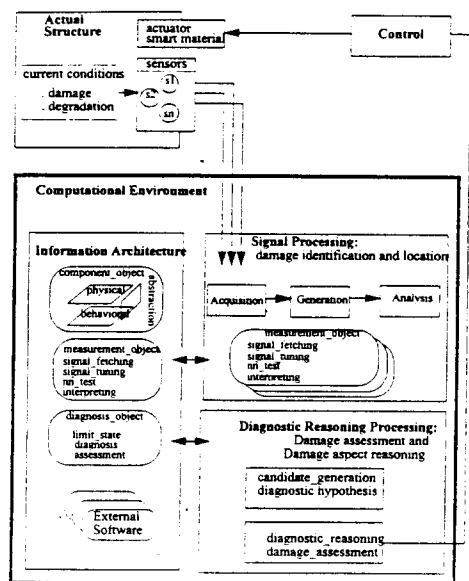 Actual
Structure
actuator
smart material
Control
sensors
current conditions
damage
degradation
s1
s2
sn
Computational Environment
Information Architecture
component_object
physical
behavioral
abstraction
measurement_object
signal_fetching
signal_tuning
nri_test
interpreting
diagnosis_object
limit_state
diagnosis
assessment
External
Software
Signal Processing:
damage identification and location
Acquisition
Generation
Analysis
measurement_object
signal_fetching
signal_tuning
nri_test
interpreting
Diagnostic Reasoning Processing:
Damage assessment and
Damage aspect reasoning
candidate_generation
diagnostic hypothesis
diagnostic_reasoning
damage_assessment